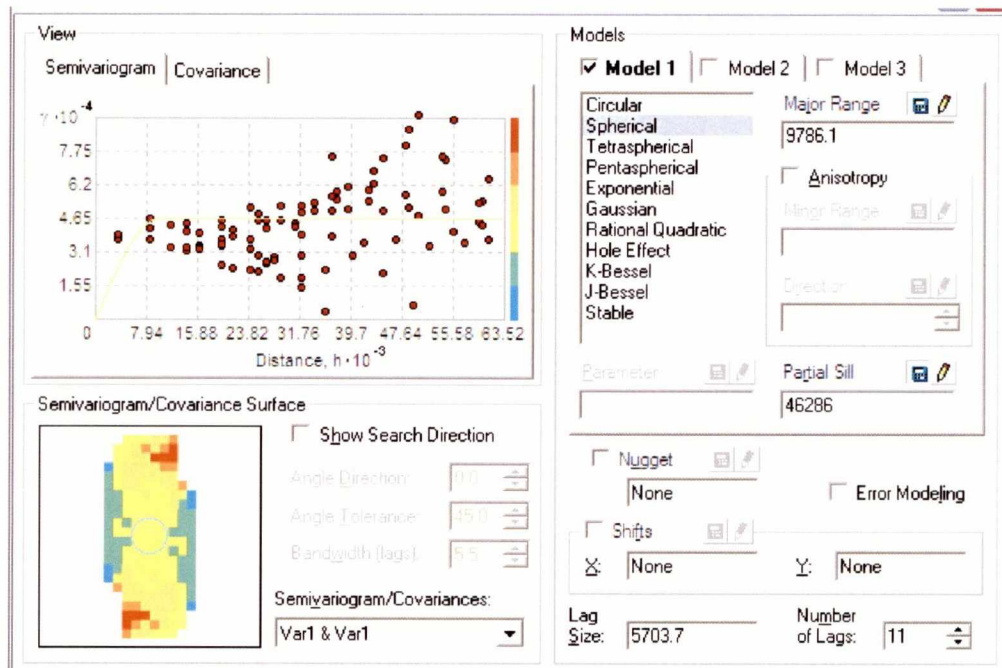 View
Semivariogram
Covariance
γ·10⁻⁴
7.75
6.2
4.65
3.1
1.55
0 7.94 15.88 23.82 31.76 39.7 47.64 55.58 63.52
Distance, h·10⁻³
Semivariogram/Covariance Surface
Show Search Direction
Angle Direction: 0.0
Angle Tolerance: 45.0
Bandwidth (lags): 5.5
Semivariogram/Covariances:
Var1 & Var1
Models
Model 1
Model 2
Model 3
Circular
Spherical
Tetraspherical
Pentaspherical
Exponential
Gaussian
Rational Quadratic
Hole Effect
K-Bessel
J-Bessel
Stable
Major Range
9786.1
Anisotropy
Minor Range
Direction
Parameter
Partial Sill
46286
Nugget
None
Error Modeling
Shifts
X: None
Y: None
Lag
Size: 5703.7
Number
of Lags: 11